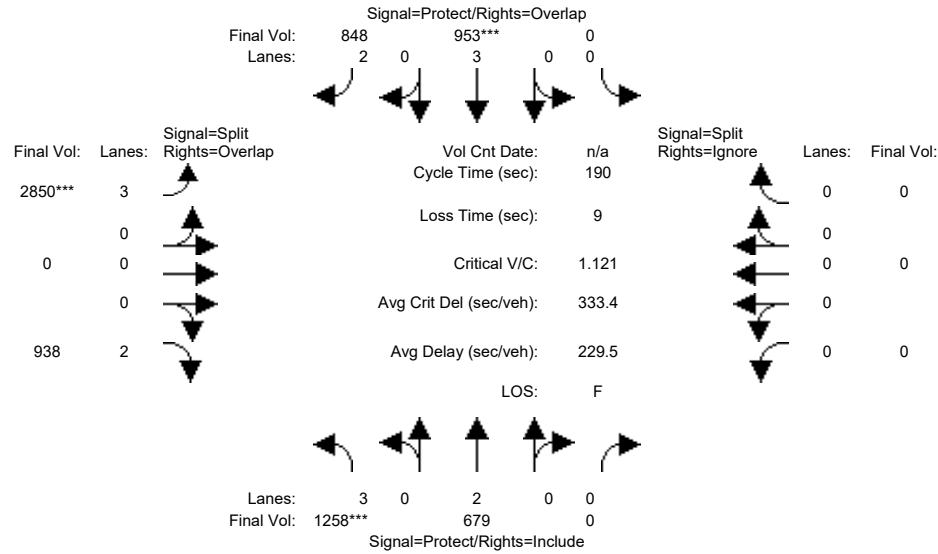 Signal=Protect/Rights=Overlap
Final Vol: 848 953*** 0
Lanes: 2 0 3 0 0
Signal=Split
Final Vol: Lanes: Rights=Overlap
Vol Cnt Date: n/a
Signal=Split
Rights=Ignore Lanes: Final Vol:
Cycle Time (sec): 190
2850*** 3
0 0
Loss Time (sec): 9
0
0
0 0
Critical V/C: 1.121
0 0
0
Avg Crit Del (sec/veh): 333.4
0
938 2
Avg Delay (sec/veh): 229.5
0 0
LOS: F
Lanes: 3 0 2 0 0
Final Vol: 1258*** 679 0
Signal=Protect/Rights=Include